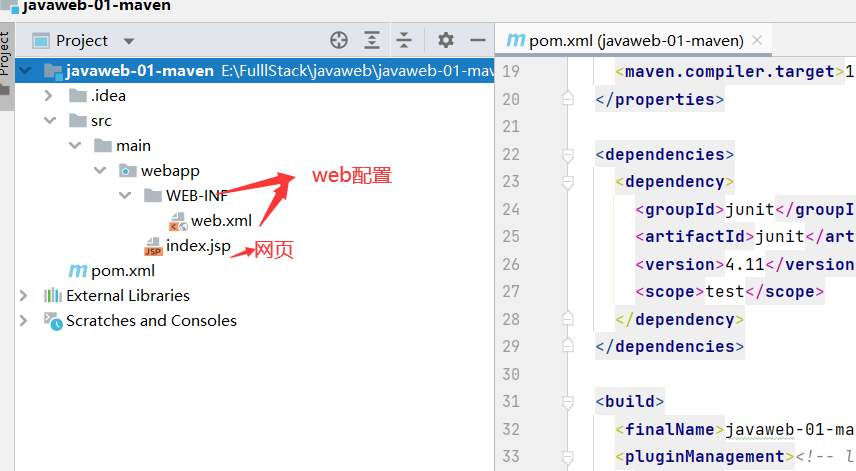 javaweb-01-maven
Project
Project
javaweb-01-maven E:\FulllStack\javaweb\javaweb-01-mav
.idea
src
main
webapp
WEB-INF
web.xml
index.jsp
pom.xml
External Libraries
Scratches and Consoles
web配置
网页
pom.xml (javaweb-01-maven)
19 <maven.compiler.target>1
20 </properties>
21
22 <dependencies>
23 <dependency>
24 <groupId>junit</groupI
25 <artifactId>junit</art
26 <version>4.11</version
27 <scope>test</scope>
28 </dependency>
29 </dependencies>
30
31 <build>
32 <finalName>javaweb-01-ma
33 <pluginManagement><!-- l